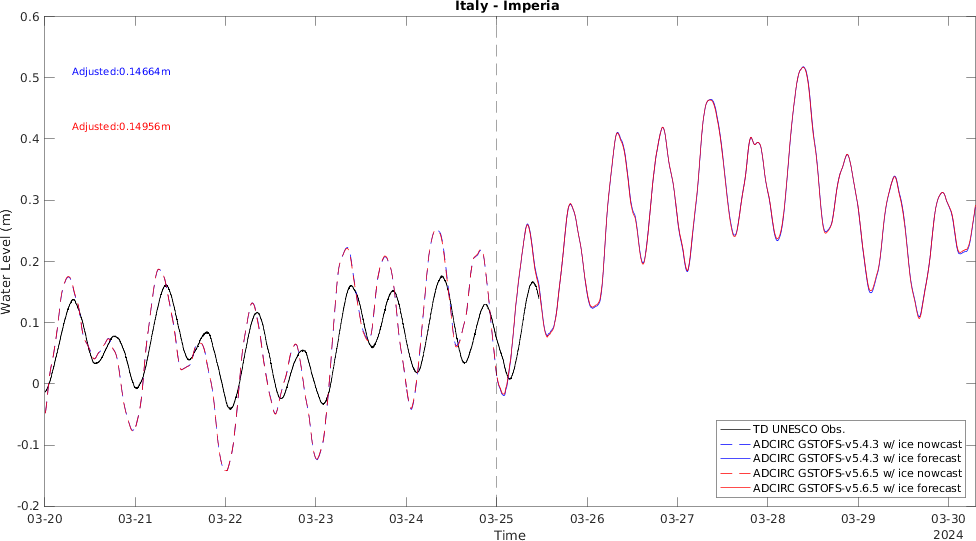 Italy - Imperia
0.6
0.5
0.4
0.3
0.2
0.1
0
-0.1
-0.2
Water Level (m)
Adjusted:0.14664m
Adjusted:0.14956m
TD UNESCO Obs.
ADCIRC GSTOFS-v5.4.3 w/ ice nowcast
ADCIRC GSTOFS-v5.4.3 w/ ice forecast
ADCIRC GSTOFS-v5.6.5 w/ ice nowcast
ADCIRC GSTOFS-v5.6.5 w/ ice forecast
03-20 03-21 03-22 03-23 03-24 03-25 03-26 03-27 03-28 03-29 03-30
Time 2024